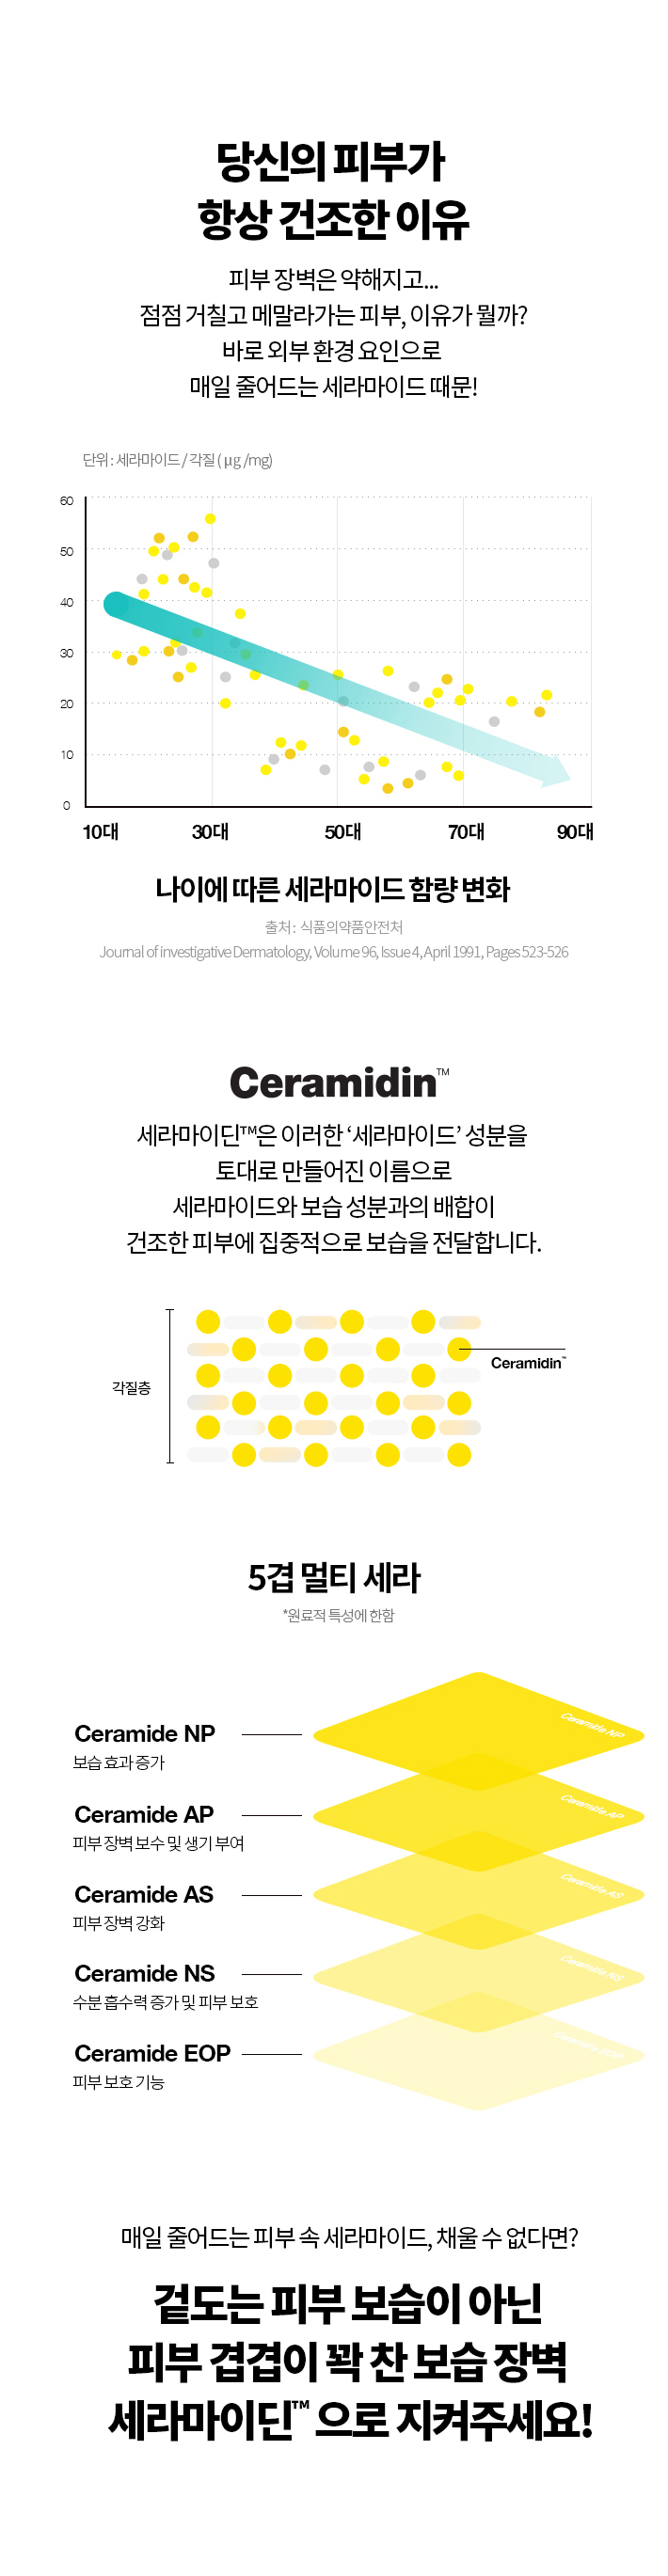 당신의 피부가
항상 건조한 이유
피부 장벽은 약해지고...
점점 거칠고 메말라가는 피부, 이유가 뭘까?
바로 외부 환경 요인으로
매일 줄어드는 세라마이드 때문!
단위 : 세라마이드 / 각질 ( μg /mg)
60
50
40
30
20
10
0
10대 30대 50대 70대 90대
나이에 따른 세라마이드 함량 변화
출처 : 식품의약품안전처
Journal of investigative Dermatology, Volume 96, Issue 4, April 1991, Pages 523-526
Ceramidin™
세라마이딘™은 이러한 ‘세라마이드’ 성분을
토대로 만들어진 이름으로
세라마이드와 보습 성분과의 배합이
건조한 피부에 집중적으로 보습을 전달합니다.
각질층
Ceramidin™
5겹 멀티 세라
*원료적 특성에 한함
Ceramide NP
보습 효과 증가
Ceramide NP
Ceramide AP
피부 장벽 보수 및 생기 부여
Ceramide AP
Ceramide AS
피부 장벽 강화
Ceramide AS
Ceramide NS
수분 흡수력 증가 및 피부 보호
Ceramide NS
Ceramide EOP
피부 보호 기능
Ceramide EOP
매일 줄어드는 피부 속 세라마이드, 채울 수 없다면?
겉도는 피부 보습이 아닌
피부 겹겹이 꽉 찬 보습 장벽
세라마이딘™ 으로 지켜주세요!